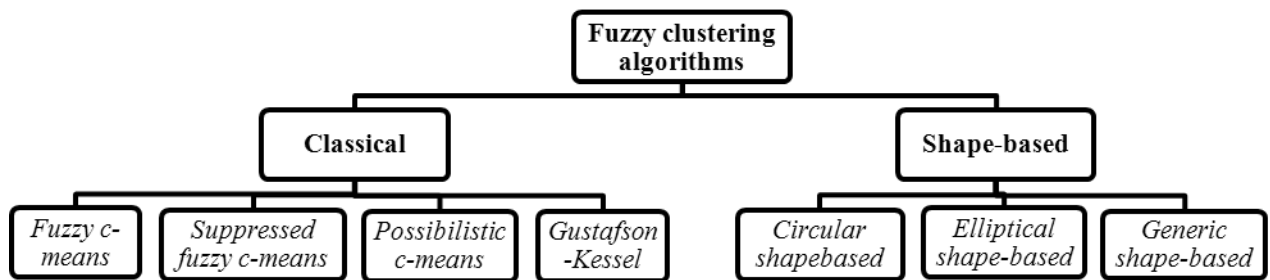 Fuzzy clustering
algorithms
Classical
Shape-based
Fuzzy c-
means
Suppressed
fuzzy c-means
Possibilistic
c-means
Gustafson
-Kessel
Circular
shapebased
Elliptical
shape-based
Generic
shape-based